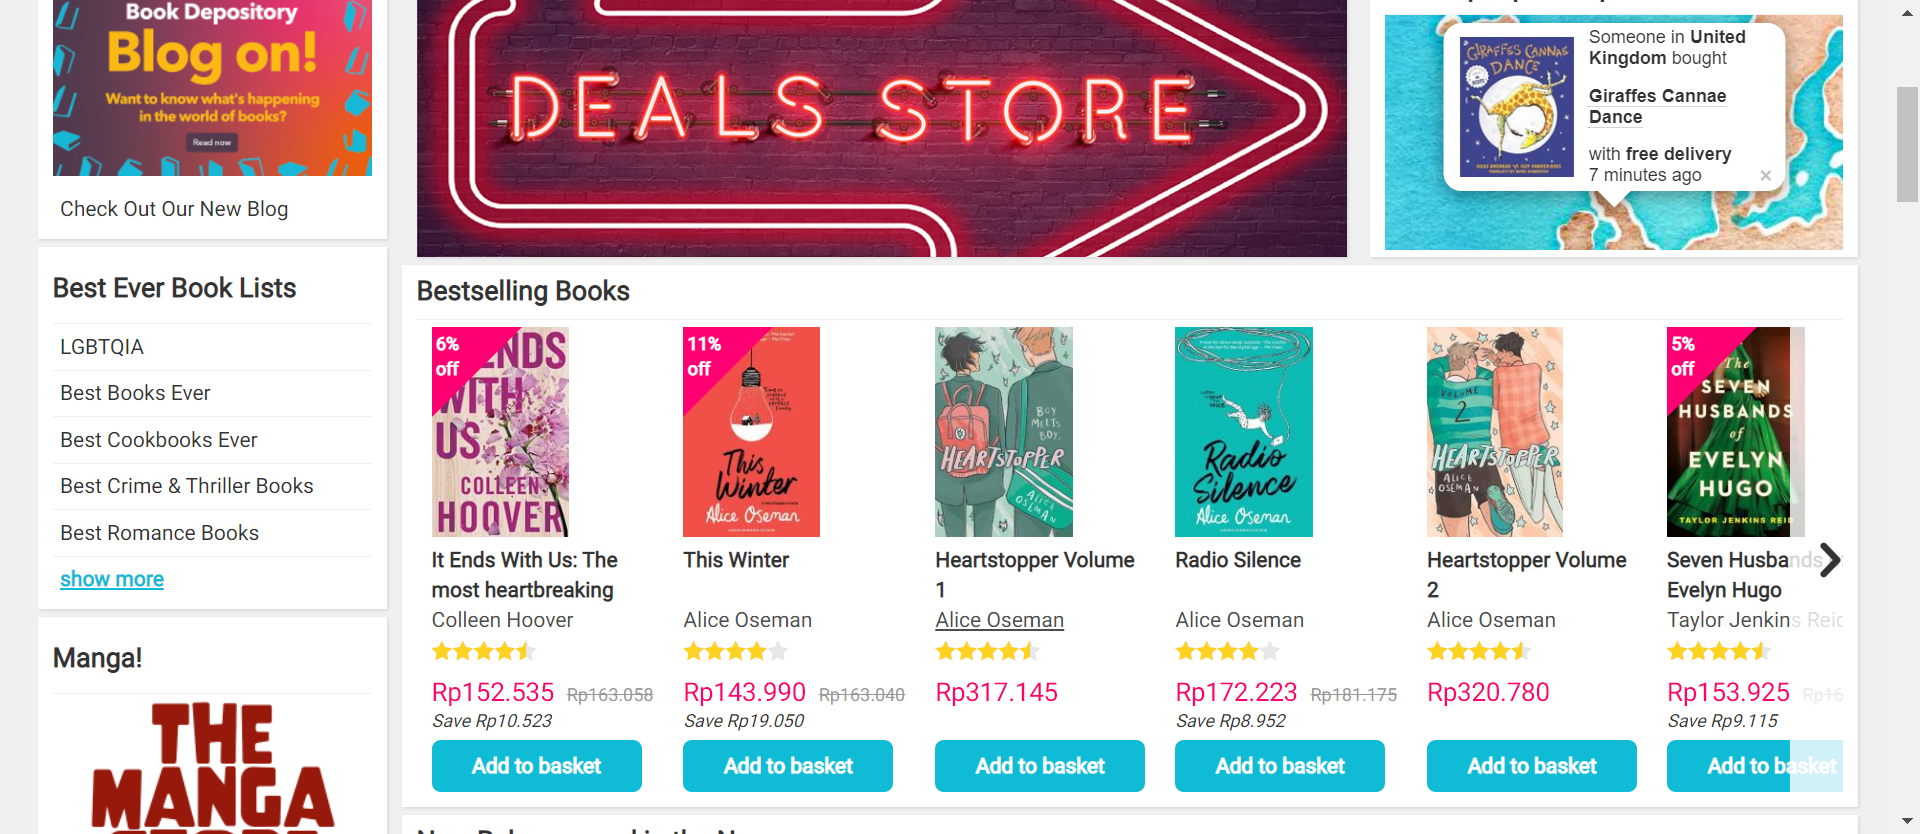 Book Depository
Blog on!
Want to know what's happening
in the world of books?
Read now
Check Out Our New Blog
Best Ever Book Lists
LGBTQIA
Best Books Ever
Best Cookbooks Ever
Best Crime & Thriller Books
Best Romance Books
show more
Manga!
THE
MANGA
DEALS STORE
GIRAFFES CANNAE
DANCE
Someone in United
Kingdom bought
Giraffes Cannae
Dance
with free delivery
7 minutes ago
×
Bestselling Books
6%
off
ENDS
WITH
US
COLLEEN
HOOVER
It Ends With Us: The
most heartbreaking
Colleen Hoover
Rp152.535 Rp163.058
Save Rp10.523
Add to basket
11%
off
This
Winter
Alice Oseman
This Winter
Alice Oseman
Rp143.990 Rp163.040
Save Rp19.050
Add to basket
BOY
MEETS
BOY.
HEARTSTOPPER
ALICE
OSEMAN
Heartstopper Volume
1
Alice Oseman
Rp317.145
Add to basket
Radio
Silence
Alice Oseman
Radio Silence
Alice Oseman
Rp172.223 Rp181.175
Save Rp8.952
Add to basket
VOLUME
2
HEARTSTOPPER
ALICE
OSEMAN
Heartstopper Volume
2
Alice Oseman
Rp320.780
Add to basket
5%
off
The
SEVEN
HUSBANDS
of
EVELYN
HUGO
TAYLOR JENKINS REID
Seven Husbands
Evelyn Hugo
Taylor Jenkins Reid
Rp153.925 Rp16
Save Rp9.115
Add to basket